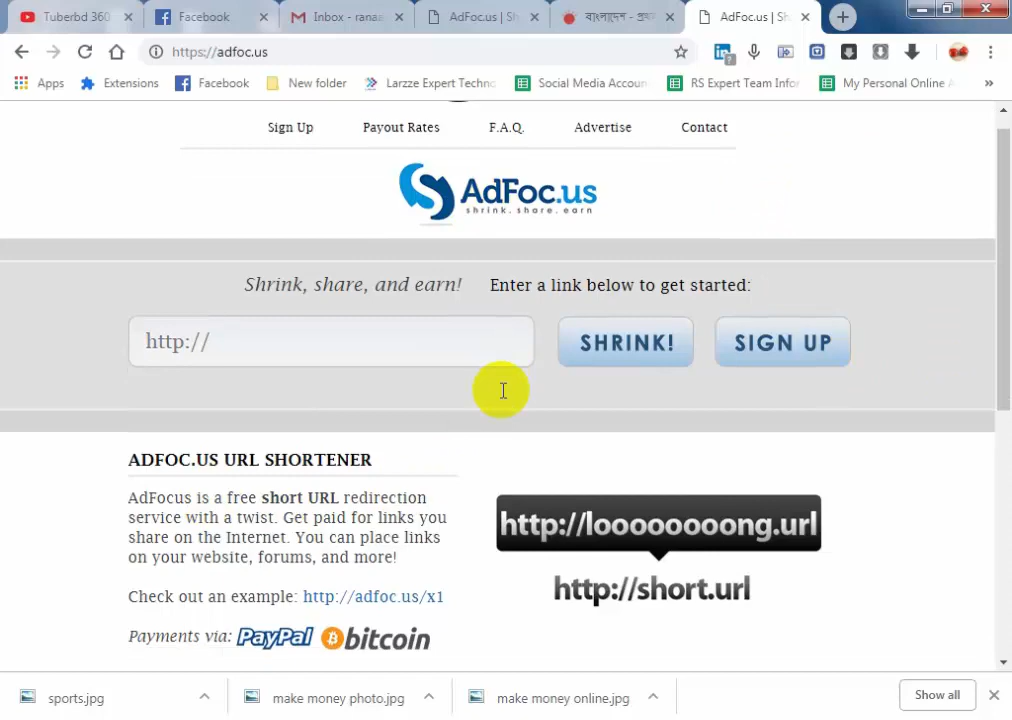 Tuberbd 360
Facebook
Inbox - ranaa
AdFoc.us | Sh
বাংলাদেশ - প্রথ
AdFoc.us | Sh
https://adfoc.us
Apps
Extensions
Facebook
New folder
Larzze Expert Techno
Social Media Accoun
RS Expert Team Infor
My Personal Online A
Sign Up
Payout Rates
F.A.Q.
Advertise
Contact
AdFoc.us
shrink. share. earn
Shrink, share, and earn!
Enter a link below to get started:
http://
SHRINK!
SIGN UP
ADFOC.US URL SHORTENER
AdFocus is a free short URL redirection
service with a twist. Get paid for links you
share on the Internet. You can place links
on your website, forums, and more!
Check out an example: http://adfoc.us/x1
Payments via: PayPal bitcoin
http://loooooooong.url
http://short.url
sports.jpg
make money photo.jpg
make money online.jpg
Show all